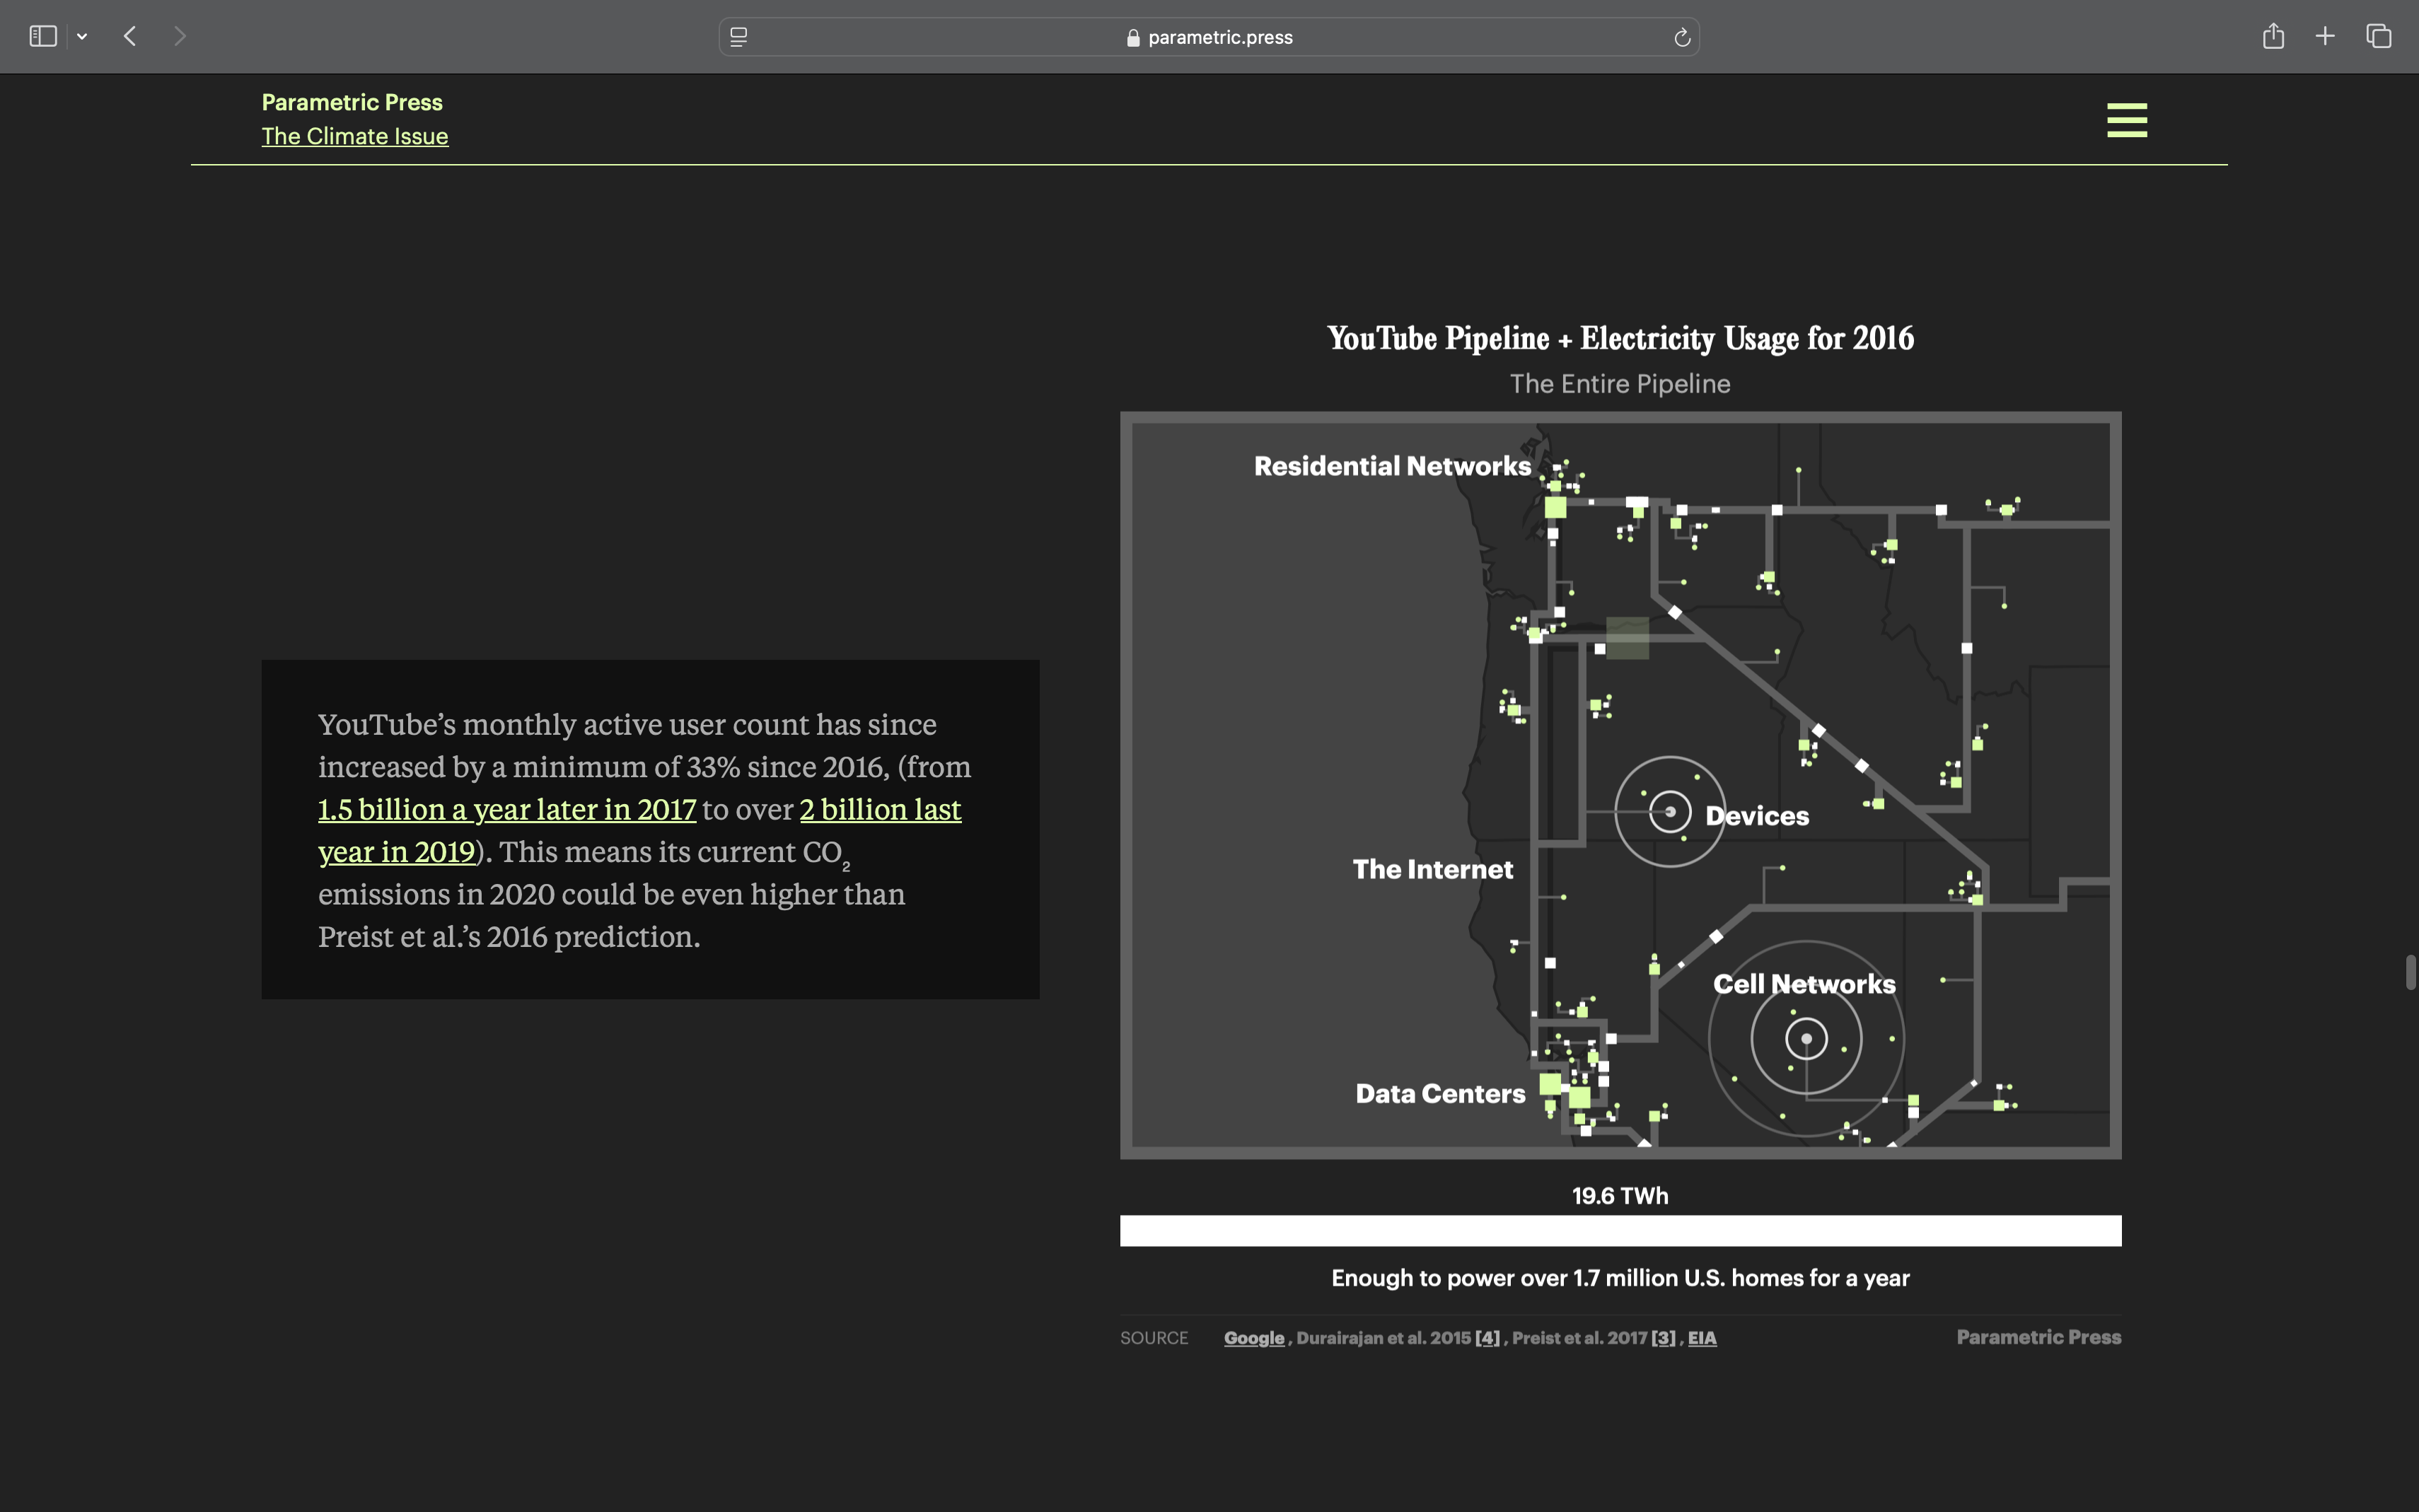 parametric.press
Parametric Press
The Climate Issue
YouTube’s monthly active user count has since
increased by a minimum of 33% since 2016, (from
1.5 billion a year later in 2017 to over 2 billion last
year in 2019). This means its current CO₂
emissions in 2020 could be even higher than
Preist et al.’s 2016 prediction.
YouTube Pipeline + Electricity Usage for 2016
The Entire Pipeline
Residential Networks
Devices
The Internet
Cell Networks
Data Centers
19.6 TWh
Enough to power over 1.7 million U.S. homes for a year
SOURCE Google , Durairajan et al. 2015 [4] , Preist et al. 2017 [3] , EIA Parametric Press